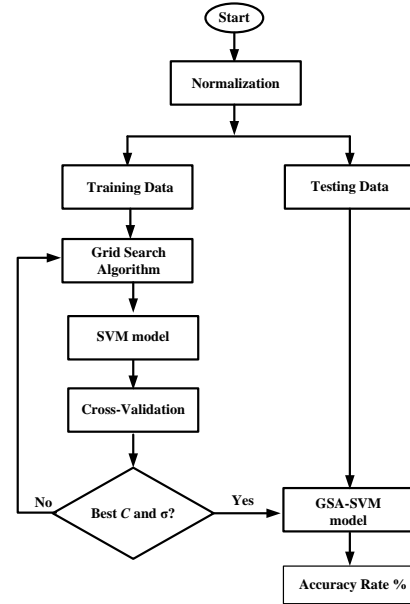 Start
Normalization
Training Data
Testing Data
Grid Search
Algorithm
SVM model
Cross-Validation
No
Best C and σ?
Yes
GSA-SVM
model
Accuracy Rate %